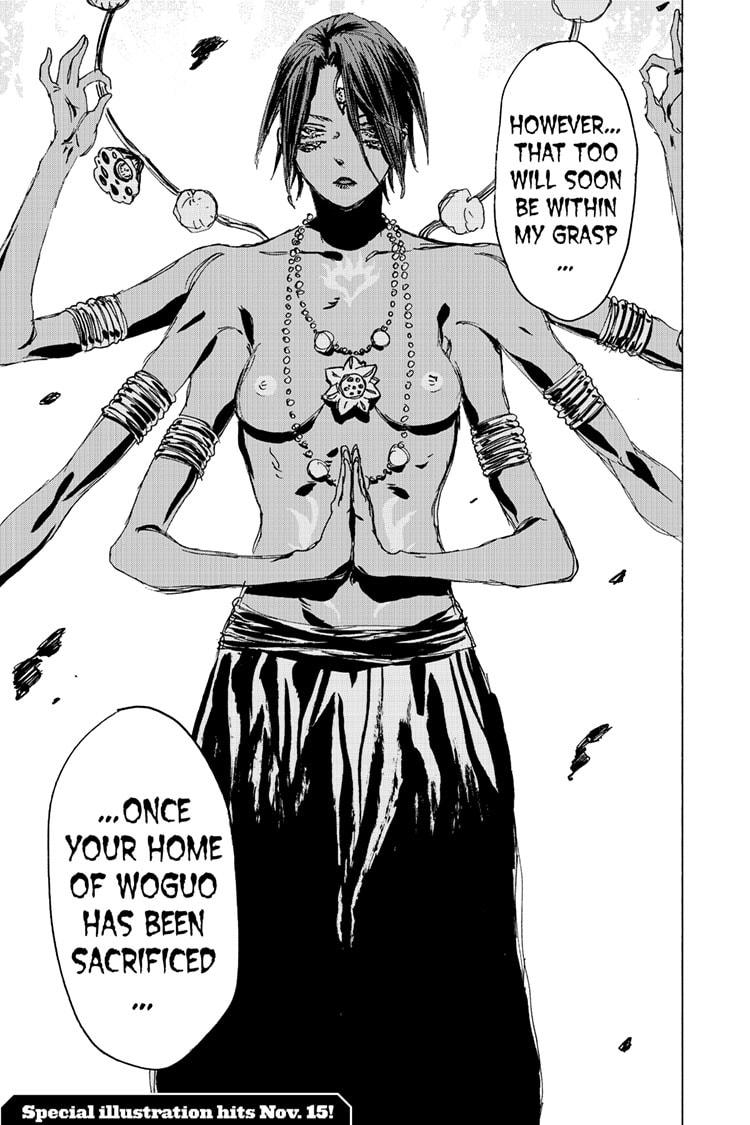 HOWEVER...
THAT TOO
WILL SOON
BE WITHIN
MY GRASP
...
...ONCE
YOUR HOME
OF WOGUO
HAS BEEN
SACRIFICED
...
Special illustration hits Nov. 15!